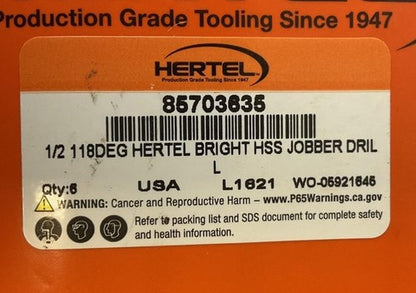 Production Grade Tooling Since 1947
HERTEL
Production Grade Tooling Since 1947
85703635
1/2 118DEG HERTEL BRIGHT HSS JOBBER DRIL
L
Qty:6 USA L1621 WO-05921645
WARNING: Cancer and Reproductive Harm – www.P65Warnings.ca.gov
Refer to packing list and SDS document for complete safety
and health information.